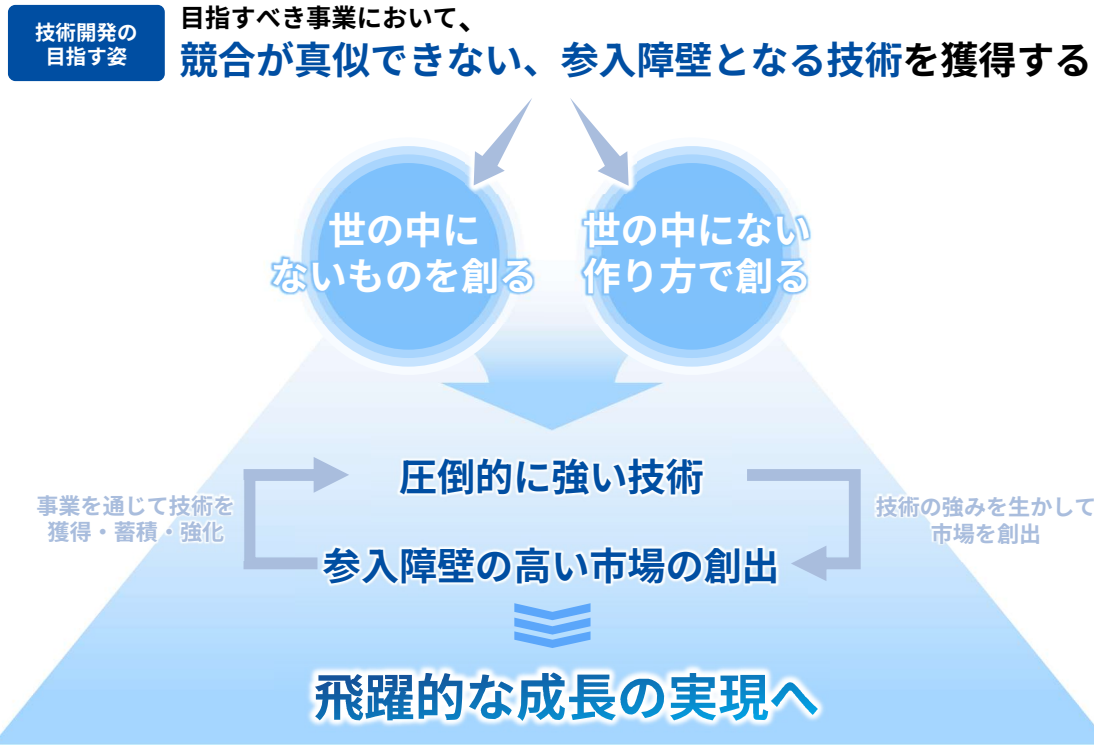 技術開発の
目指す姿
目指すべき事業において、
競合が真似できない、参入障壁となる技術を獲得する
世の中に
ないものを創る
世の中にない
作り方で創る
圧倒的に強い技術
事業を通じて技術を
獲得・蓄積・強化
技術の強みを生かして
市場を創出
参入障壁の高い市場の創出
飛躍的な成長の実現へ